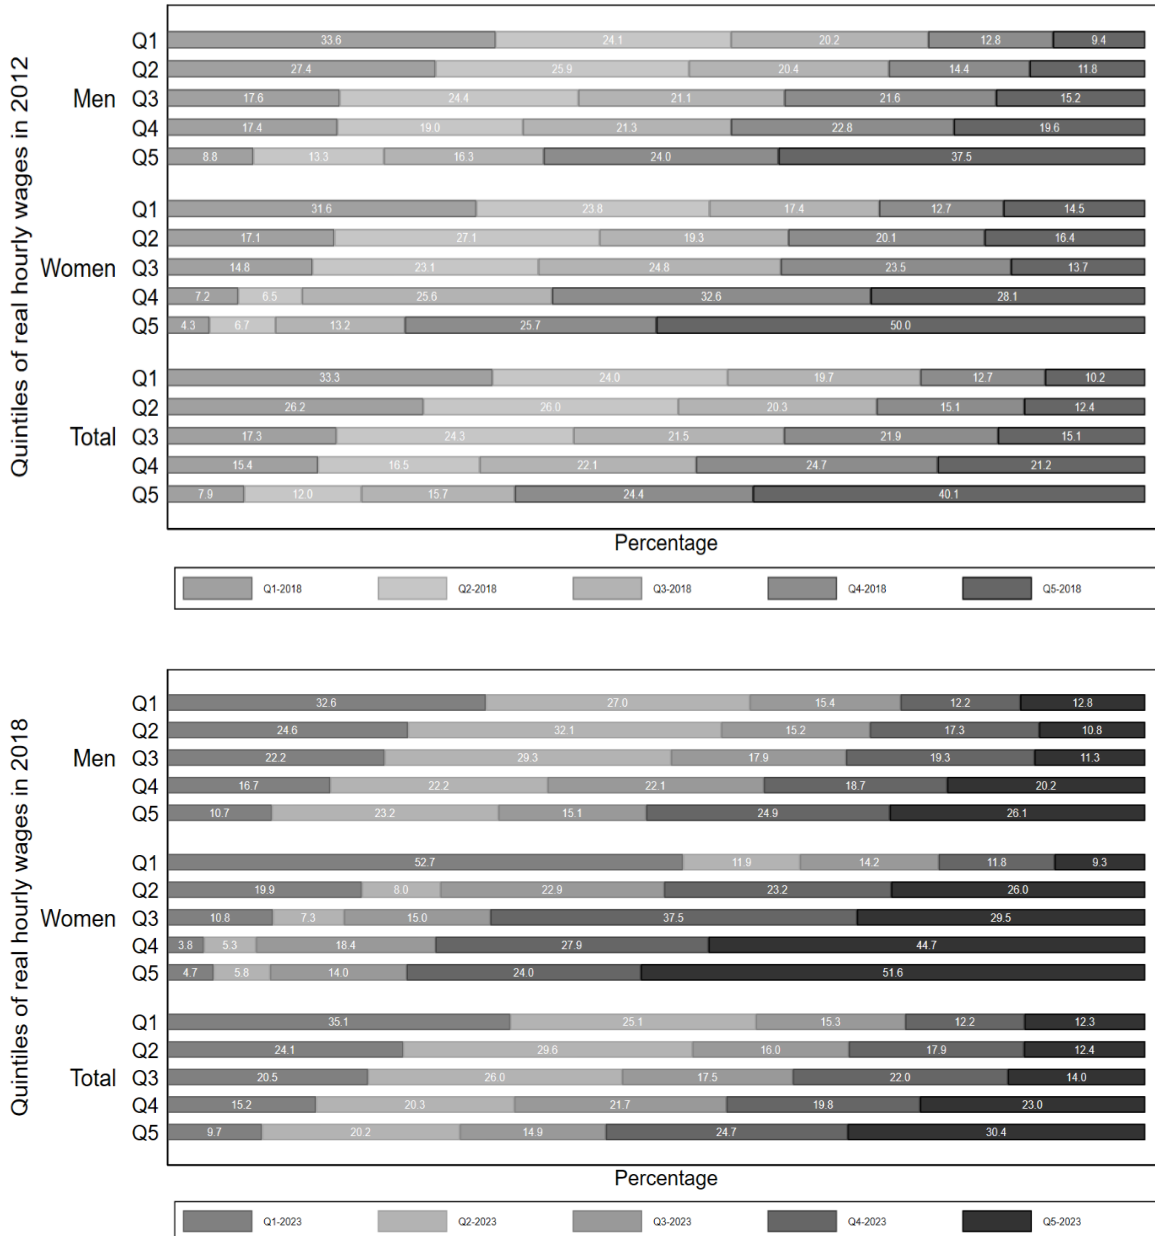 Quintiles of real hourly wages in 2012
Men
Q1 33.6 24.1 20.2 12.8 9.4
Q2 27.4 25.9 20.4 14.4 11.8
Q3 17.6 24.4 21.1 21.6 15.2
Q4 17.4 19.0 21.3 22.8 19.6
Q5 8.8 13.3 16.3 24.0 37.5
Women
Q1 31.6 23.8 17.4 12.7 14.5
Q2 17.1 27.1 19.3 20.1 16.4
Q3 14.8 23.1 24.8 23.5 13.7
Q4 7.2 6.5 25.6 32.6 28.1
Q5 4.3 6.7 13.2 25.7 50.0
Total
Q1 33.3 24.0 19.7 12.7 10.2
Q2 26.2 26.0 20.3 15.1 12.4
Q3 17.3 24.3 21.5 21.9 15.1
Q4 15.4 16.5 22.1 24.7 21.2
Q5 7.9 12.0 15.7 24.4 40.1
Percentage
Q1-2018 Q2-2018 Q3-2018 Q4-2018 Q5-2018
Quintiles of real hourly wages in 2018
Men
Q1 32.6 27.0 15.4 12.2 12.8
Q2 24.6 32.1 15.2 17.3 10.8
Q3 22.2 29.3 17.9 19.3 11.3
Q4 16.7 22.2 22.1 18.7 20.2
Q5 10.7 23.2 15.1 24.9 26.1
Women
Q1 52.7 11.9 14.2 11.8 9.3
Q2 19.9 8.0 22.9 23.2 26.0
Q3 10.8 7.3 15.0 37.5 29.5
Q4 3.8 5.3 18.4 27.9 44.7
Q5 4.7 5.8 14.0 24.0 51.6
Total
Q1 35.1 25.1 15.3 12.2 12.3
Q2 24.1 29.6 16.0 17.9 12.4
Q3 20.5 26.0 17.5 22.0 14.0
Q4 15.2 20.3 21.7 19.8 23.0
Q5 9.7 20.2 14.9 24.7 30.4
Percentage
Q1-2023 Q2-2023 Q3-2023 Q4-2023 Q5-2023